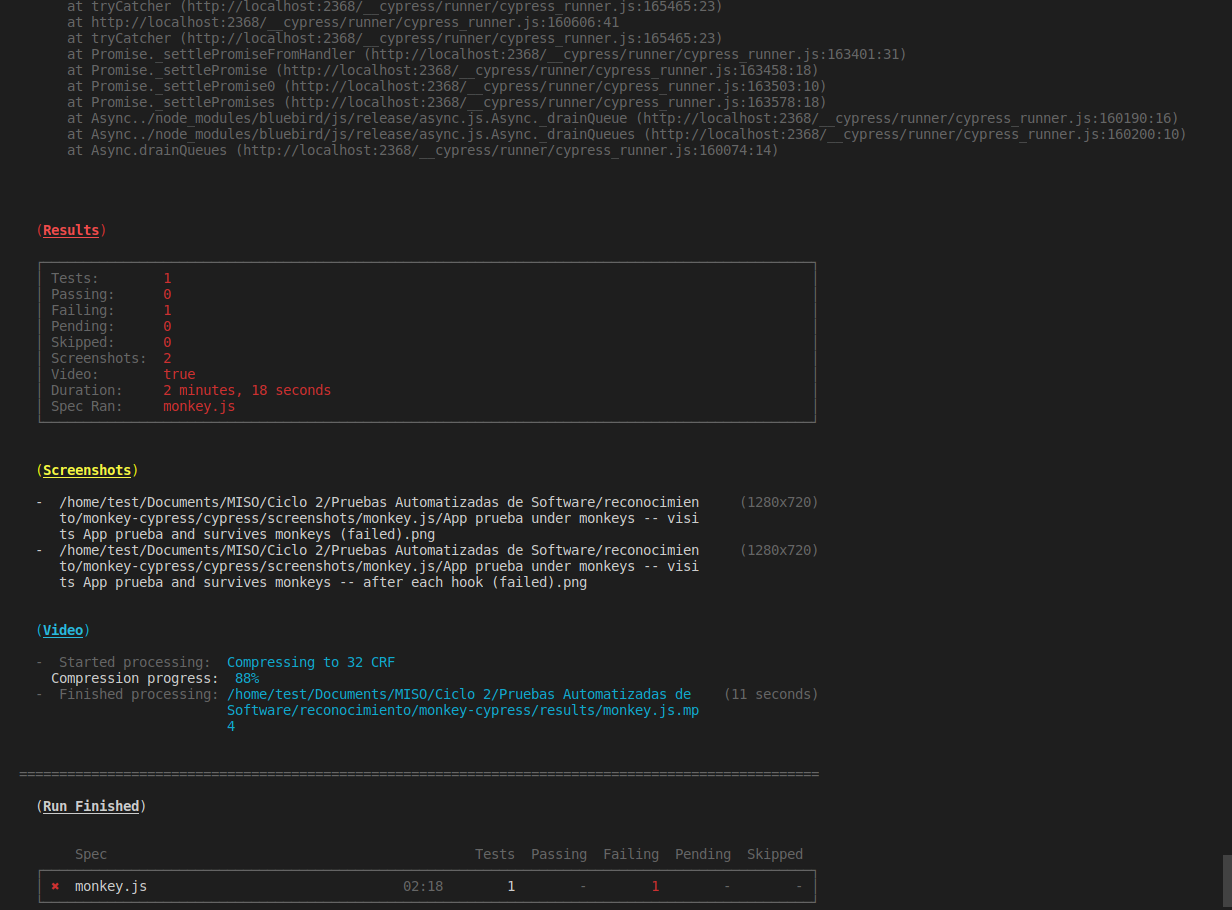 at tryCatcher (http://localhost:2368/__cypress/runner/cypress_runner.js:165465:23)
at http://localhost:2368/__cypress/runner/cypress_runner.js:160606:41
at tryCatcher (http://localhost:2368/__cypress/runner/cypress_runner.js:165465:23)
at Promise._settlePromiseFromHandler (http://localhost:2368/__cypress/runner/cypress_runner.js:163401:31)
at Promise._settlePromise (http://localhost:2368/__cypress/runner/cypress_runner.js:163458:18)
at Promise._settlePromise0 (http://localhost:2368/__cypress/runner/cypress_runner.js:163503:10)
at Promise._settlePromises (http://localhost:2368/__cypress/runner/cypress_runner.js:163578:18)
at Async../node_modules/bluebird/js/release/async.js.Async._drainQueue (http://localhost:2368/__cypress/runner/cypress_runner.js:160190:16)
at Async../node_modules/bluebird/js/release/async.js.Async._drainQueues (http://localhost:2368/__cypress/runner/cypress_runner.js:160200:10)
at Async.drainQueues (http://localhost:2368/__cypress/runner/cypress_runner.js:160074:14)
(Results)
Tests: 1
Passing: 0
Failing: 1
Pending: 0
Skipped: 0
Screenshots: 2
Video: true
Duration: 2 minutes, 18 seconds
Spec Ran: monkey.js
(Screenshots)
- /home/test/Documents/MISO/Ciclo 2/Pruebas Automatizadas de Software/reconocimien (1280x720)
to/monkey-cypress/cypress/screenshots/monkey.js/App prueba under monkeys -- visi
ts App prueba and survives monkeys (failed).png
- /home/test/Documents/MISO/Ciclo 2/Pruebas Automatizadas de Software/reconocimien (1280x720)
to/monkey-cypress/cypress/screenshots/monkey.js/App prueba under monkeys -- visi
ts App prueba and survives monkeys -- after each hook (failed).png
(Video)
- Started processing: Compressing to 32 CRF
Compression progress: 88%
- Finished processing: /home/test/Documents/MISO/Ciclo 2/Pruebas Automatizadas de (11 seconds)
Software/reconocimiento/monkey-cypress/results/monkey.js.mp
4
====================================================================================================
(Run Finished)
Spec Tests Passing Failing Pending Skipped
✖ monkey.js 02:18 1 - 1 - -